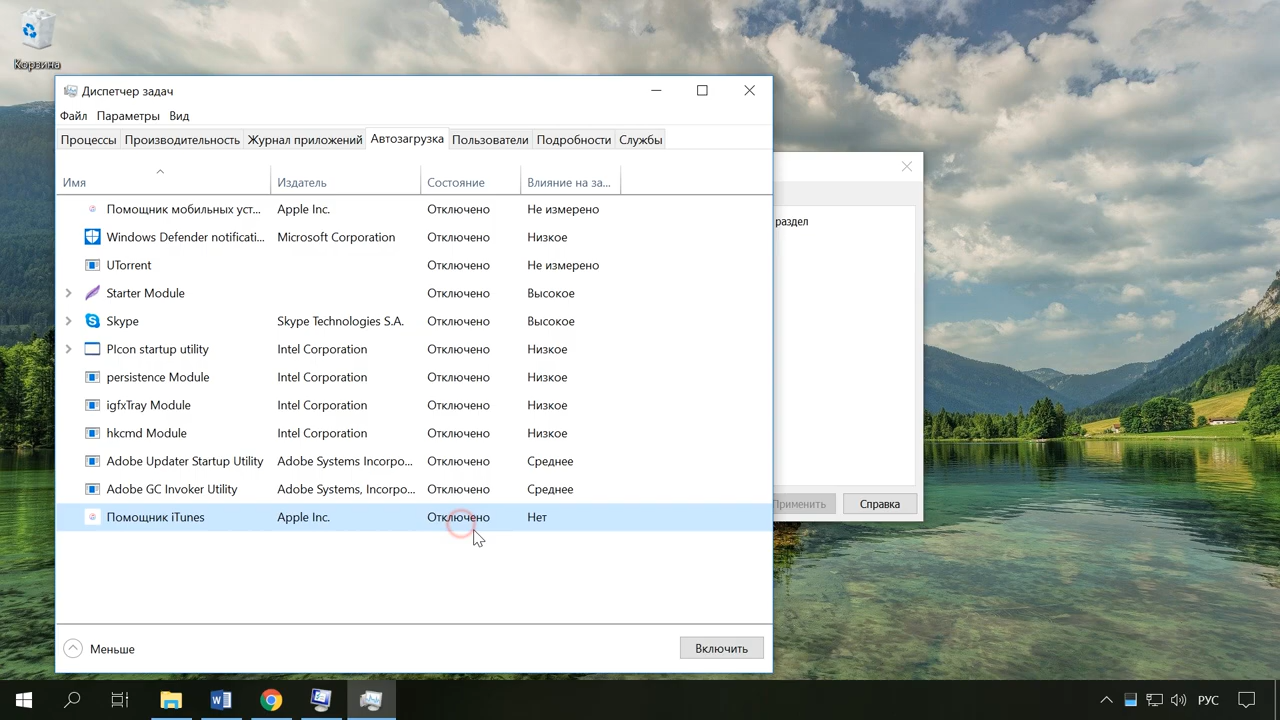 Корзина
Диспетчер задач
Файл Параметры Вид
Процессы Производительность Журнал приложений Автозагрузка Пользователи Подробности Службы
Имя Издатель Состояние Влияние на за...
Помощник мобильных уст... Apple Inc. Отключено Не измерено
раздел
Windows Defender notificati... Microsoft Corporation Отключено Низкое
UTorrent Отключено Не измерено
Starter Module Отключено Высокое
Skype Skype Technologies S.A. Отключено Высокое
PIcon startup utility Intel Corporation Отключено Низкое
persistence Module Intel Corporation Отключено Низкое
igfxTray Module Intel Corporation Отключено Низкое
hkcmd Module Intel Corporation Отключено Низкое
Adobe Updater Startup Utility Adobe Systems Incorpo... Отключено Среднее
Adobe GC Invoker Utility Adobe Systems, Incorpo... Отключено Среднее
Применить Справка
Помощник iTunes Apple Inc. Отключено Нет
Меньше Включить
РУС